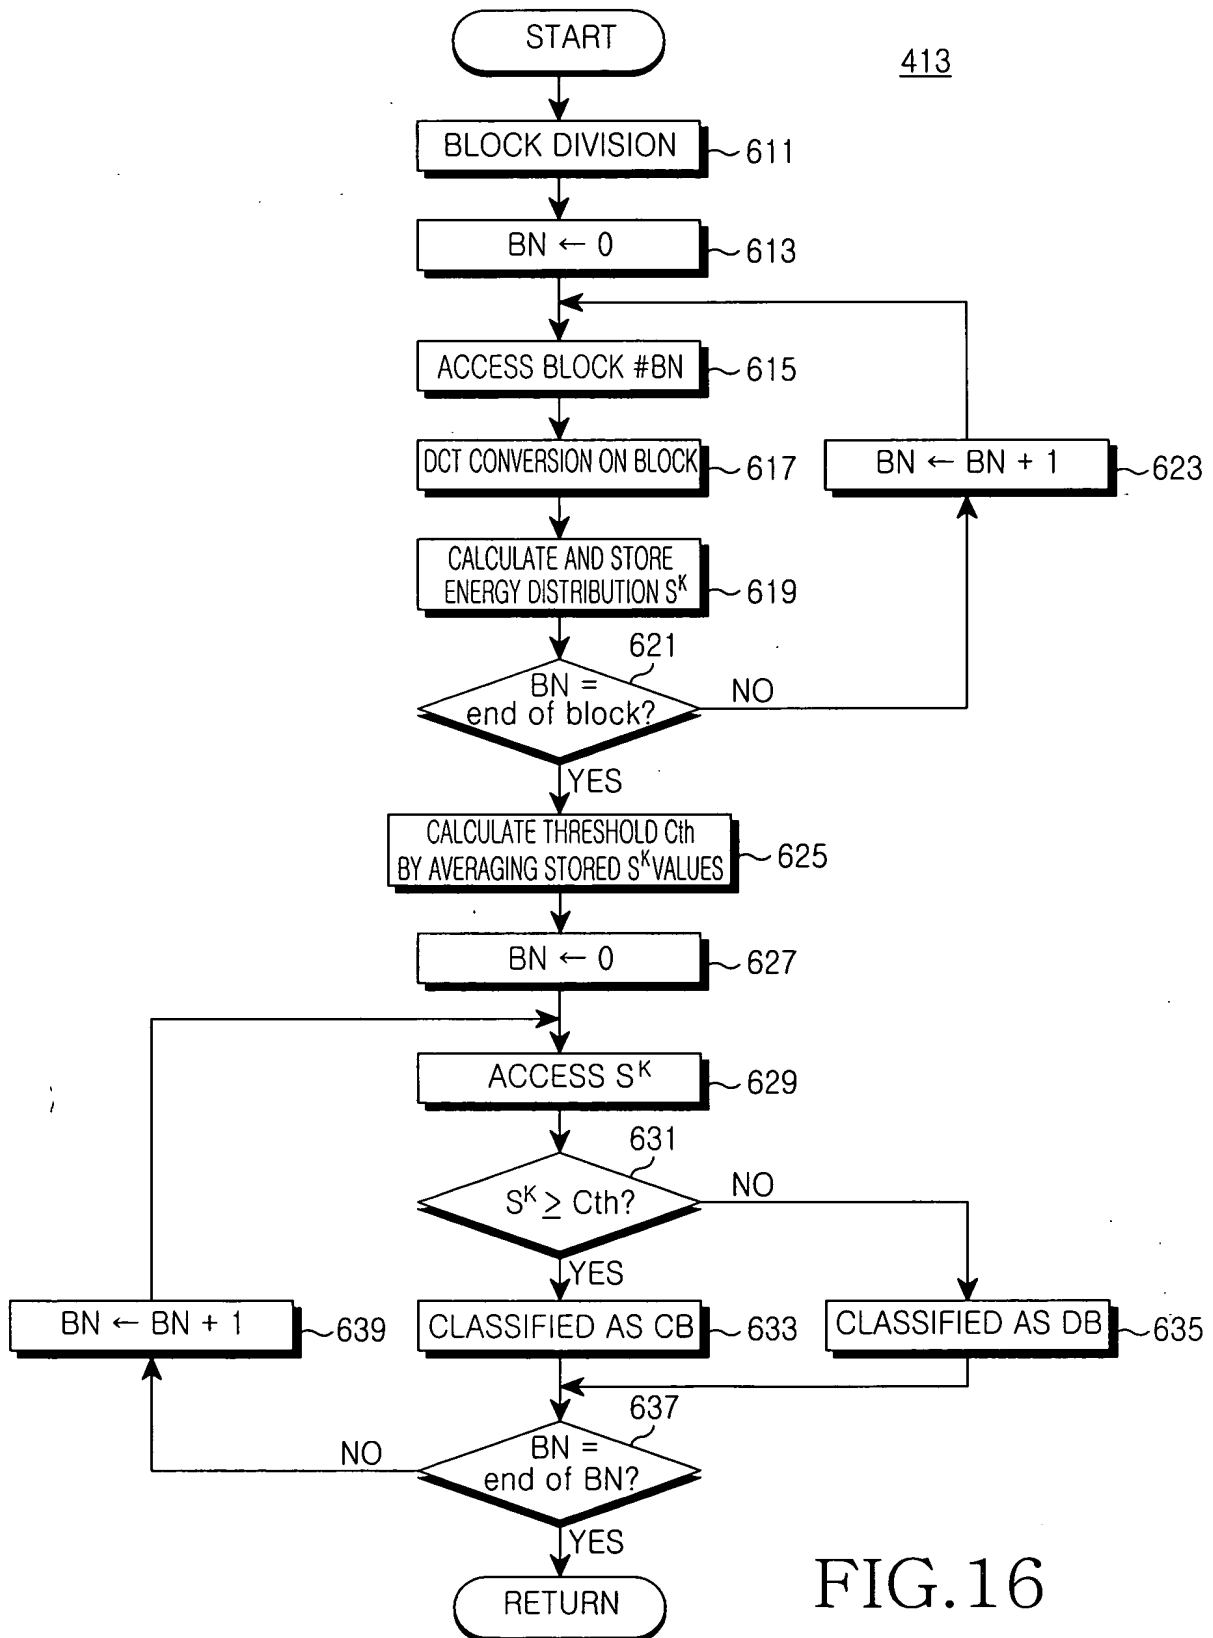 START
413
BLOCK DIVISION
611
BN ← 0
613
ACCESS BLOCK #BN
615
DCT CONVERSION ON BLOCK
617
BN ← BN + 1
623
CALCULATE AND STORE
ENERGY DISTRIBUTION S^K
619
621
BN =
end of block?
NO
YES
CALCULATE THRESHOLD Cth
BY AVERAGING STORED S^K VALUES
625
BN ← 0
627
ACCESS S^K
629
631
S^K ≥ Cth?
NO
YES
BN ← BN + 1
639
CLASSIFIED AS CB
633
CLASSIFIED AS DB
635
637
BN =
end of BN?
NO
YES
RETURN
FIG.16